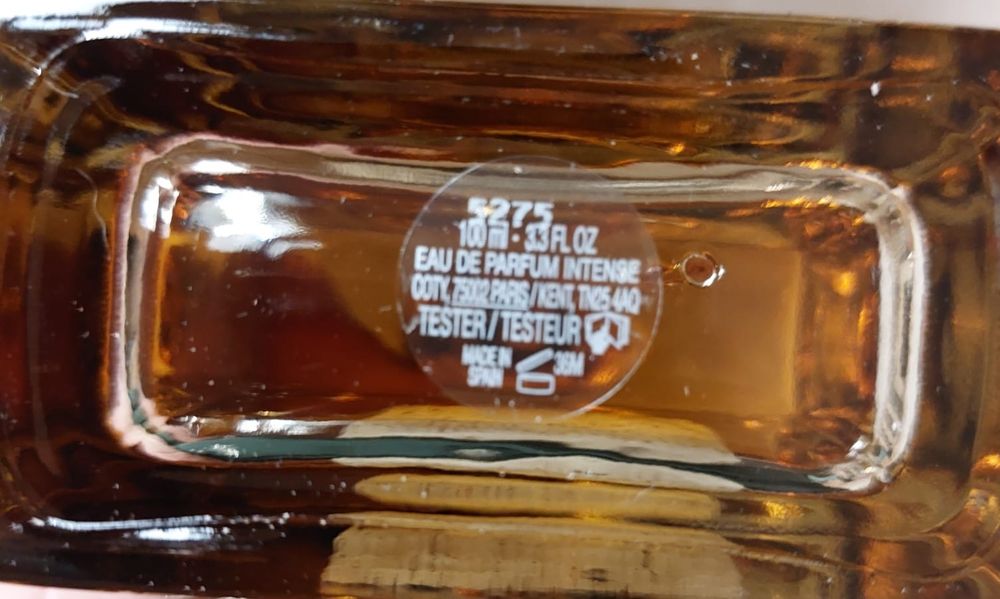 5275
100 ml - 3.3 FL. OZ
EAU DE PARFUM INTENSE
COTY, 75002 PARIS / KENT, TN25 4AQ
TESTER / TESTEUR
MADE IN
SPAIN
36M